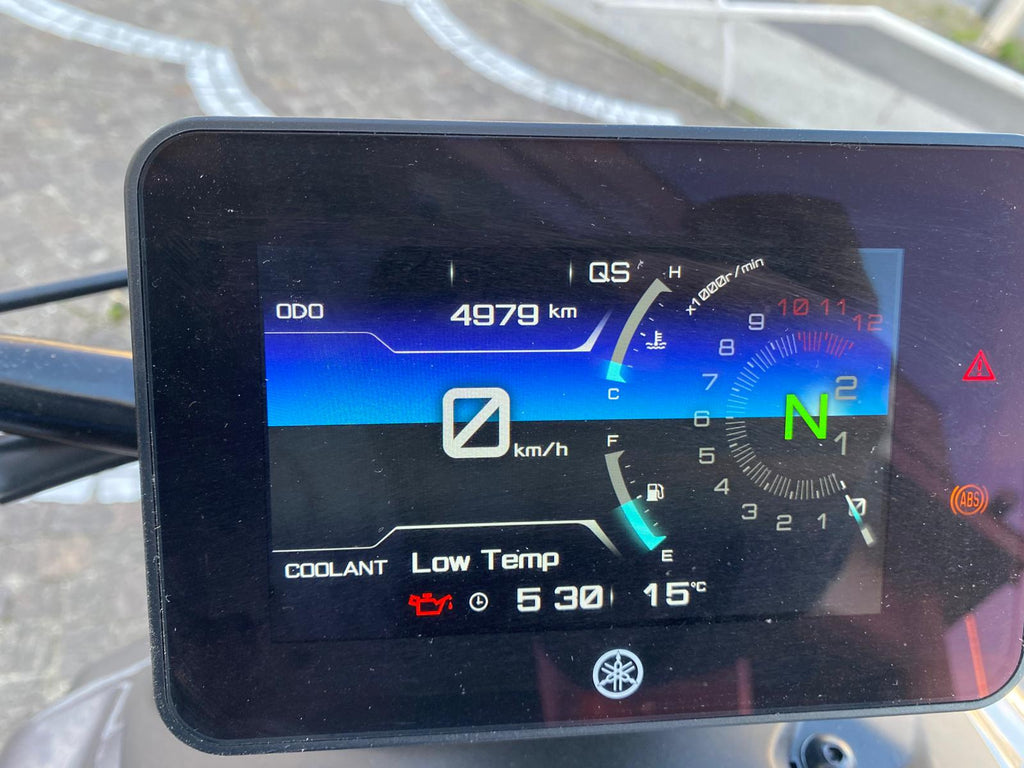 QS H ×1000r/min
ODO 4979 km
10 11
9 12
8
C 7 2
0 km/h N
6
F 1
5
4
3 2 1 0
E
COOLANT Low Temp
5 30 15°C
ABS